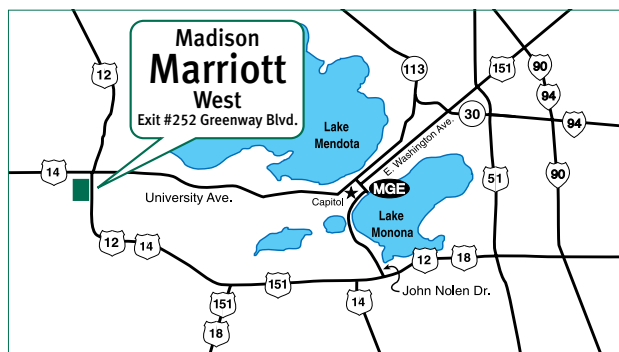 Madison
Marriott
West
Exit #252 Greenway Blvd.
12
113
151
90
90
94
30
94
Lake
Mendota
E. Washington Ave.
14
University Ave.
Capitol
MGE
51
90
Lake
Monona
12
14
12
18
John Nolen Dr.
151
151
14
151
18